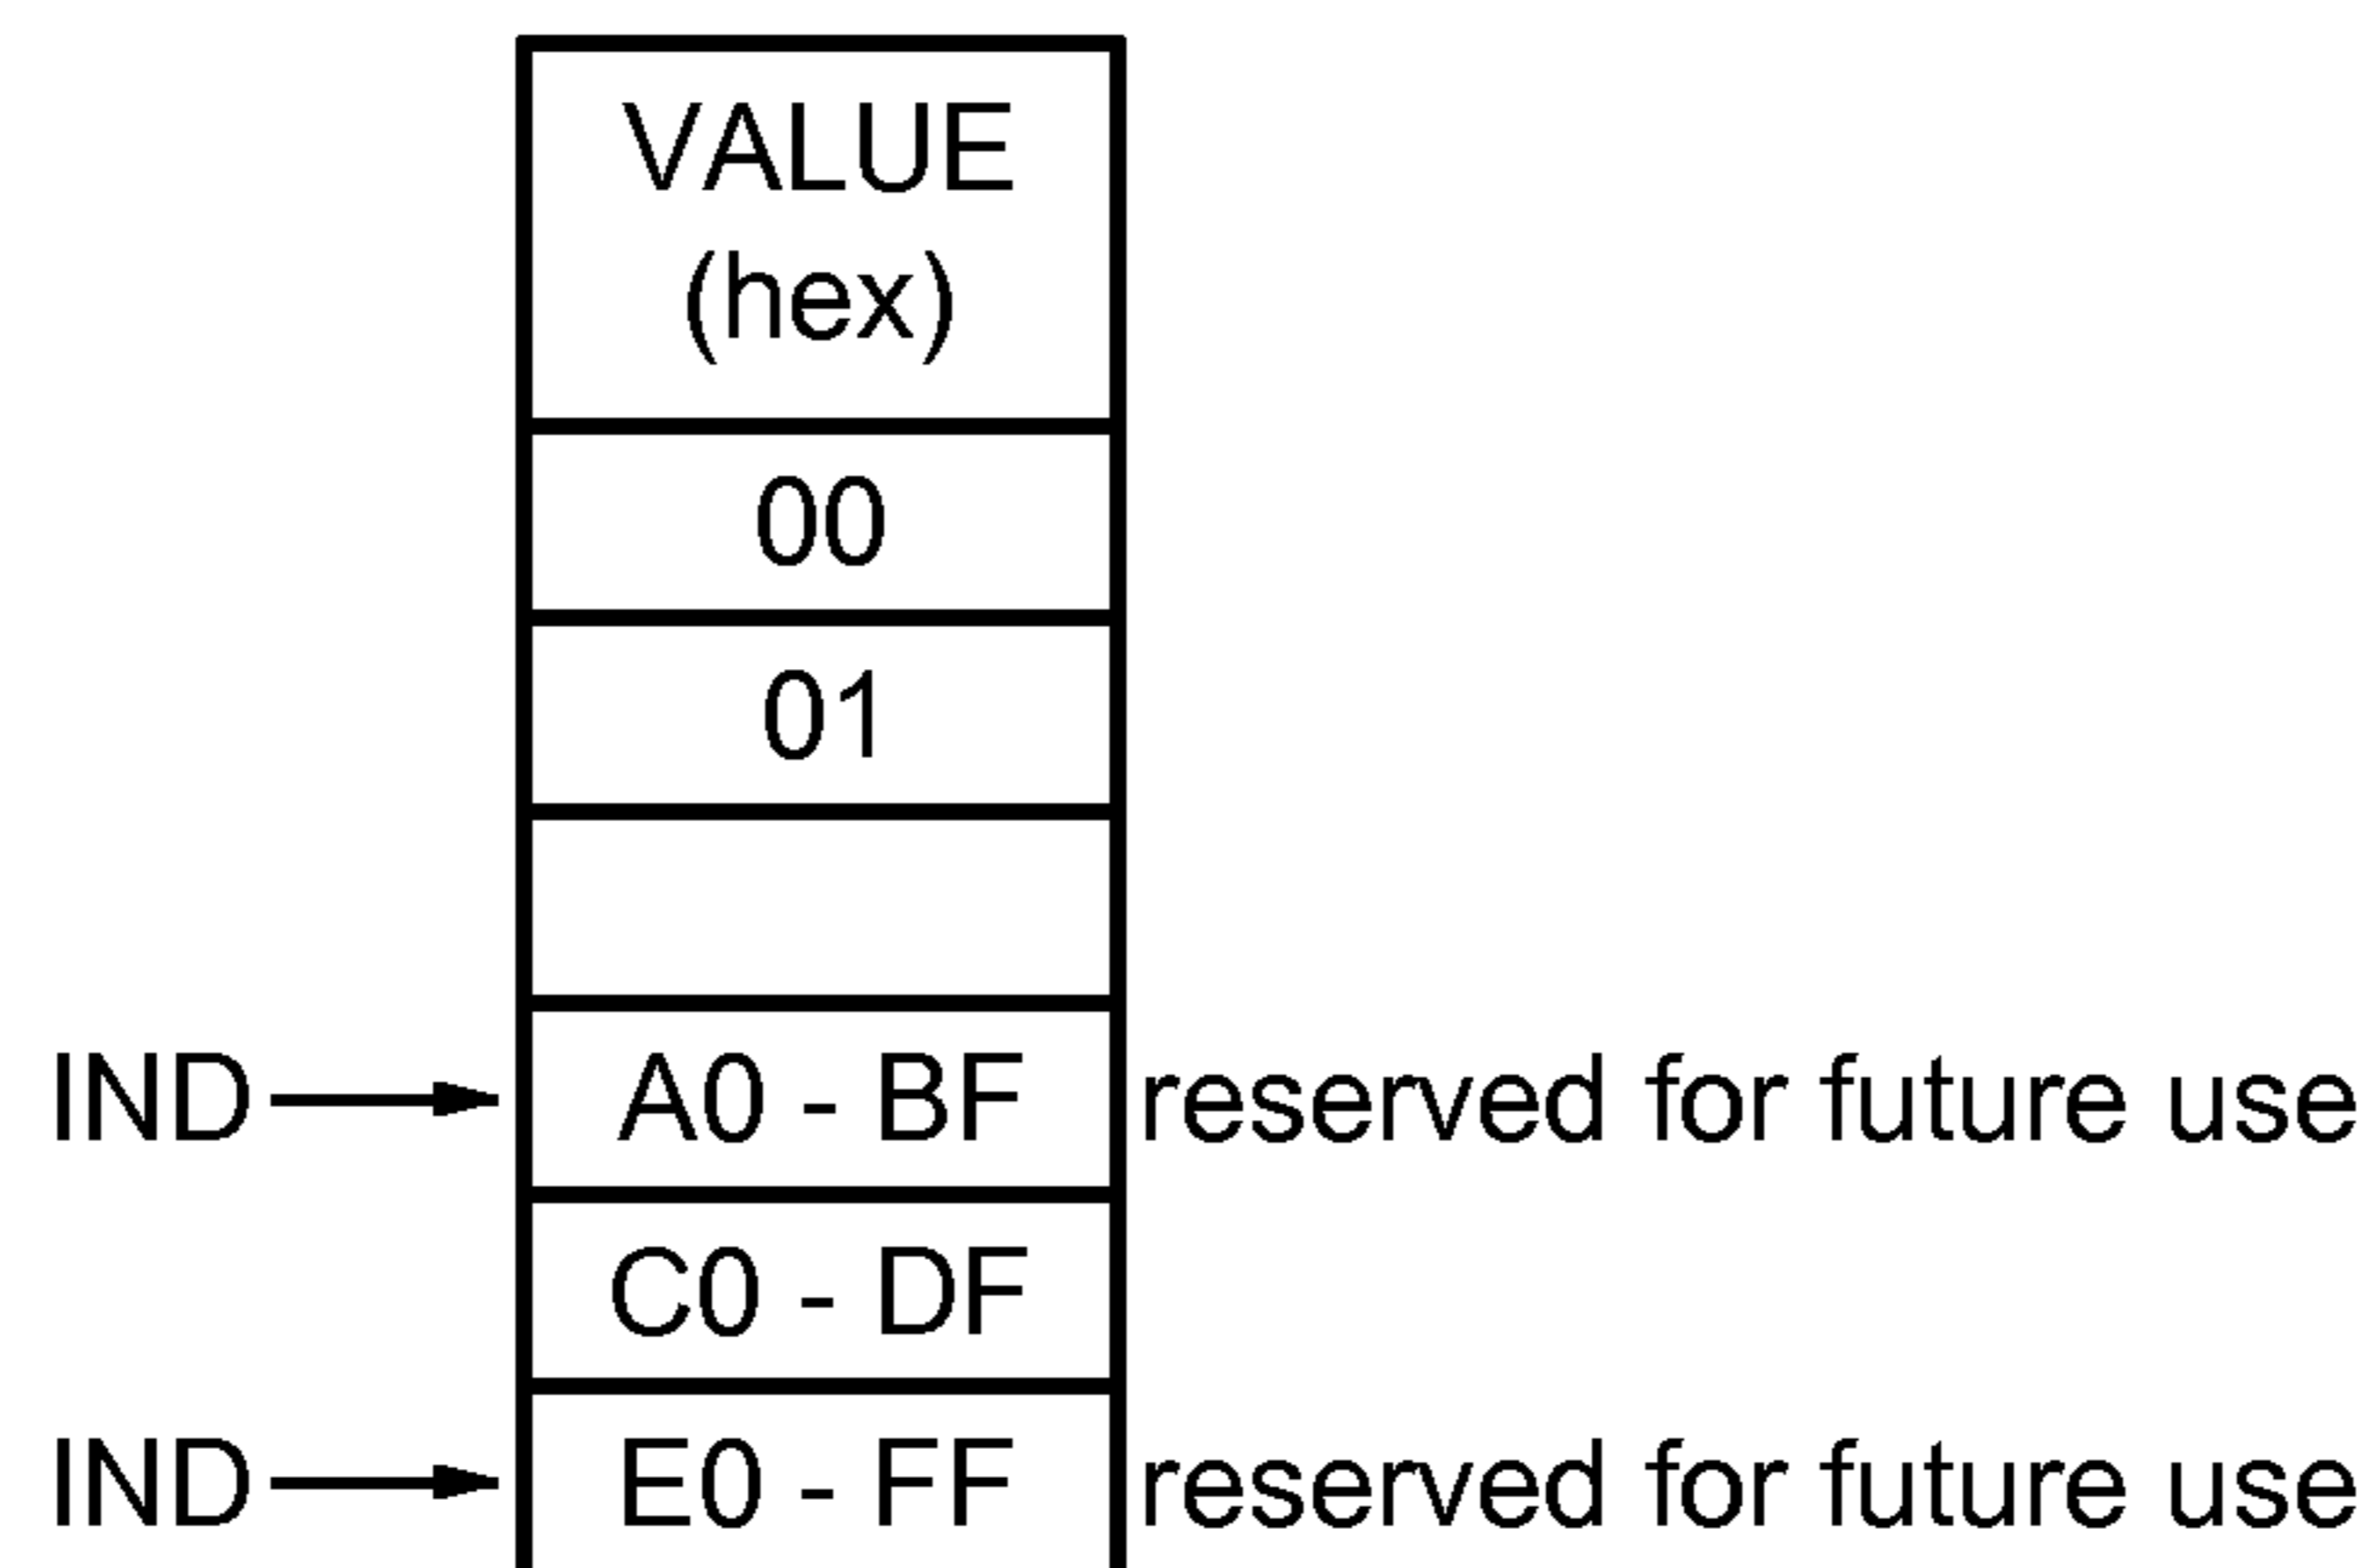 VALUE
(hex)
00
01
IND A0 - BF reserved for future use
C0 - DF
IND E0 - FF reserved for future use